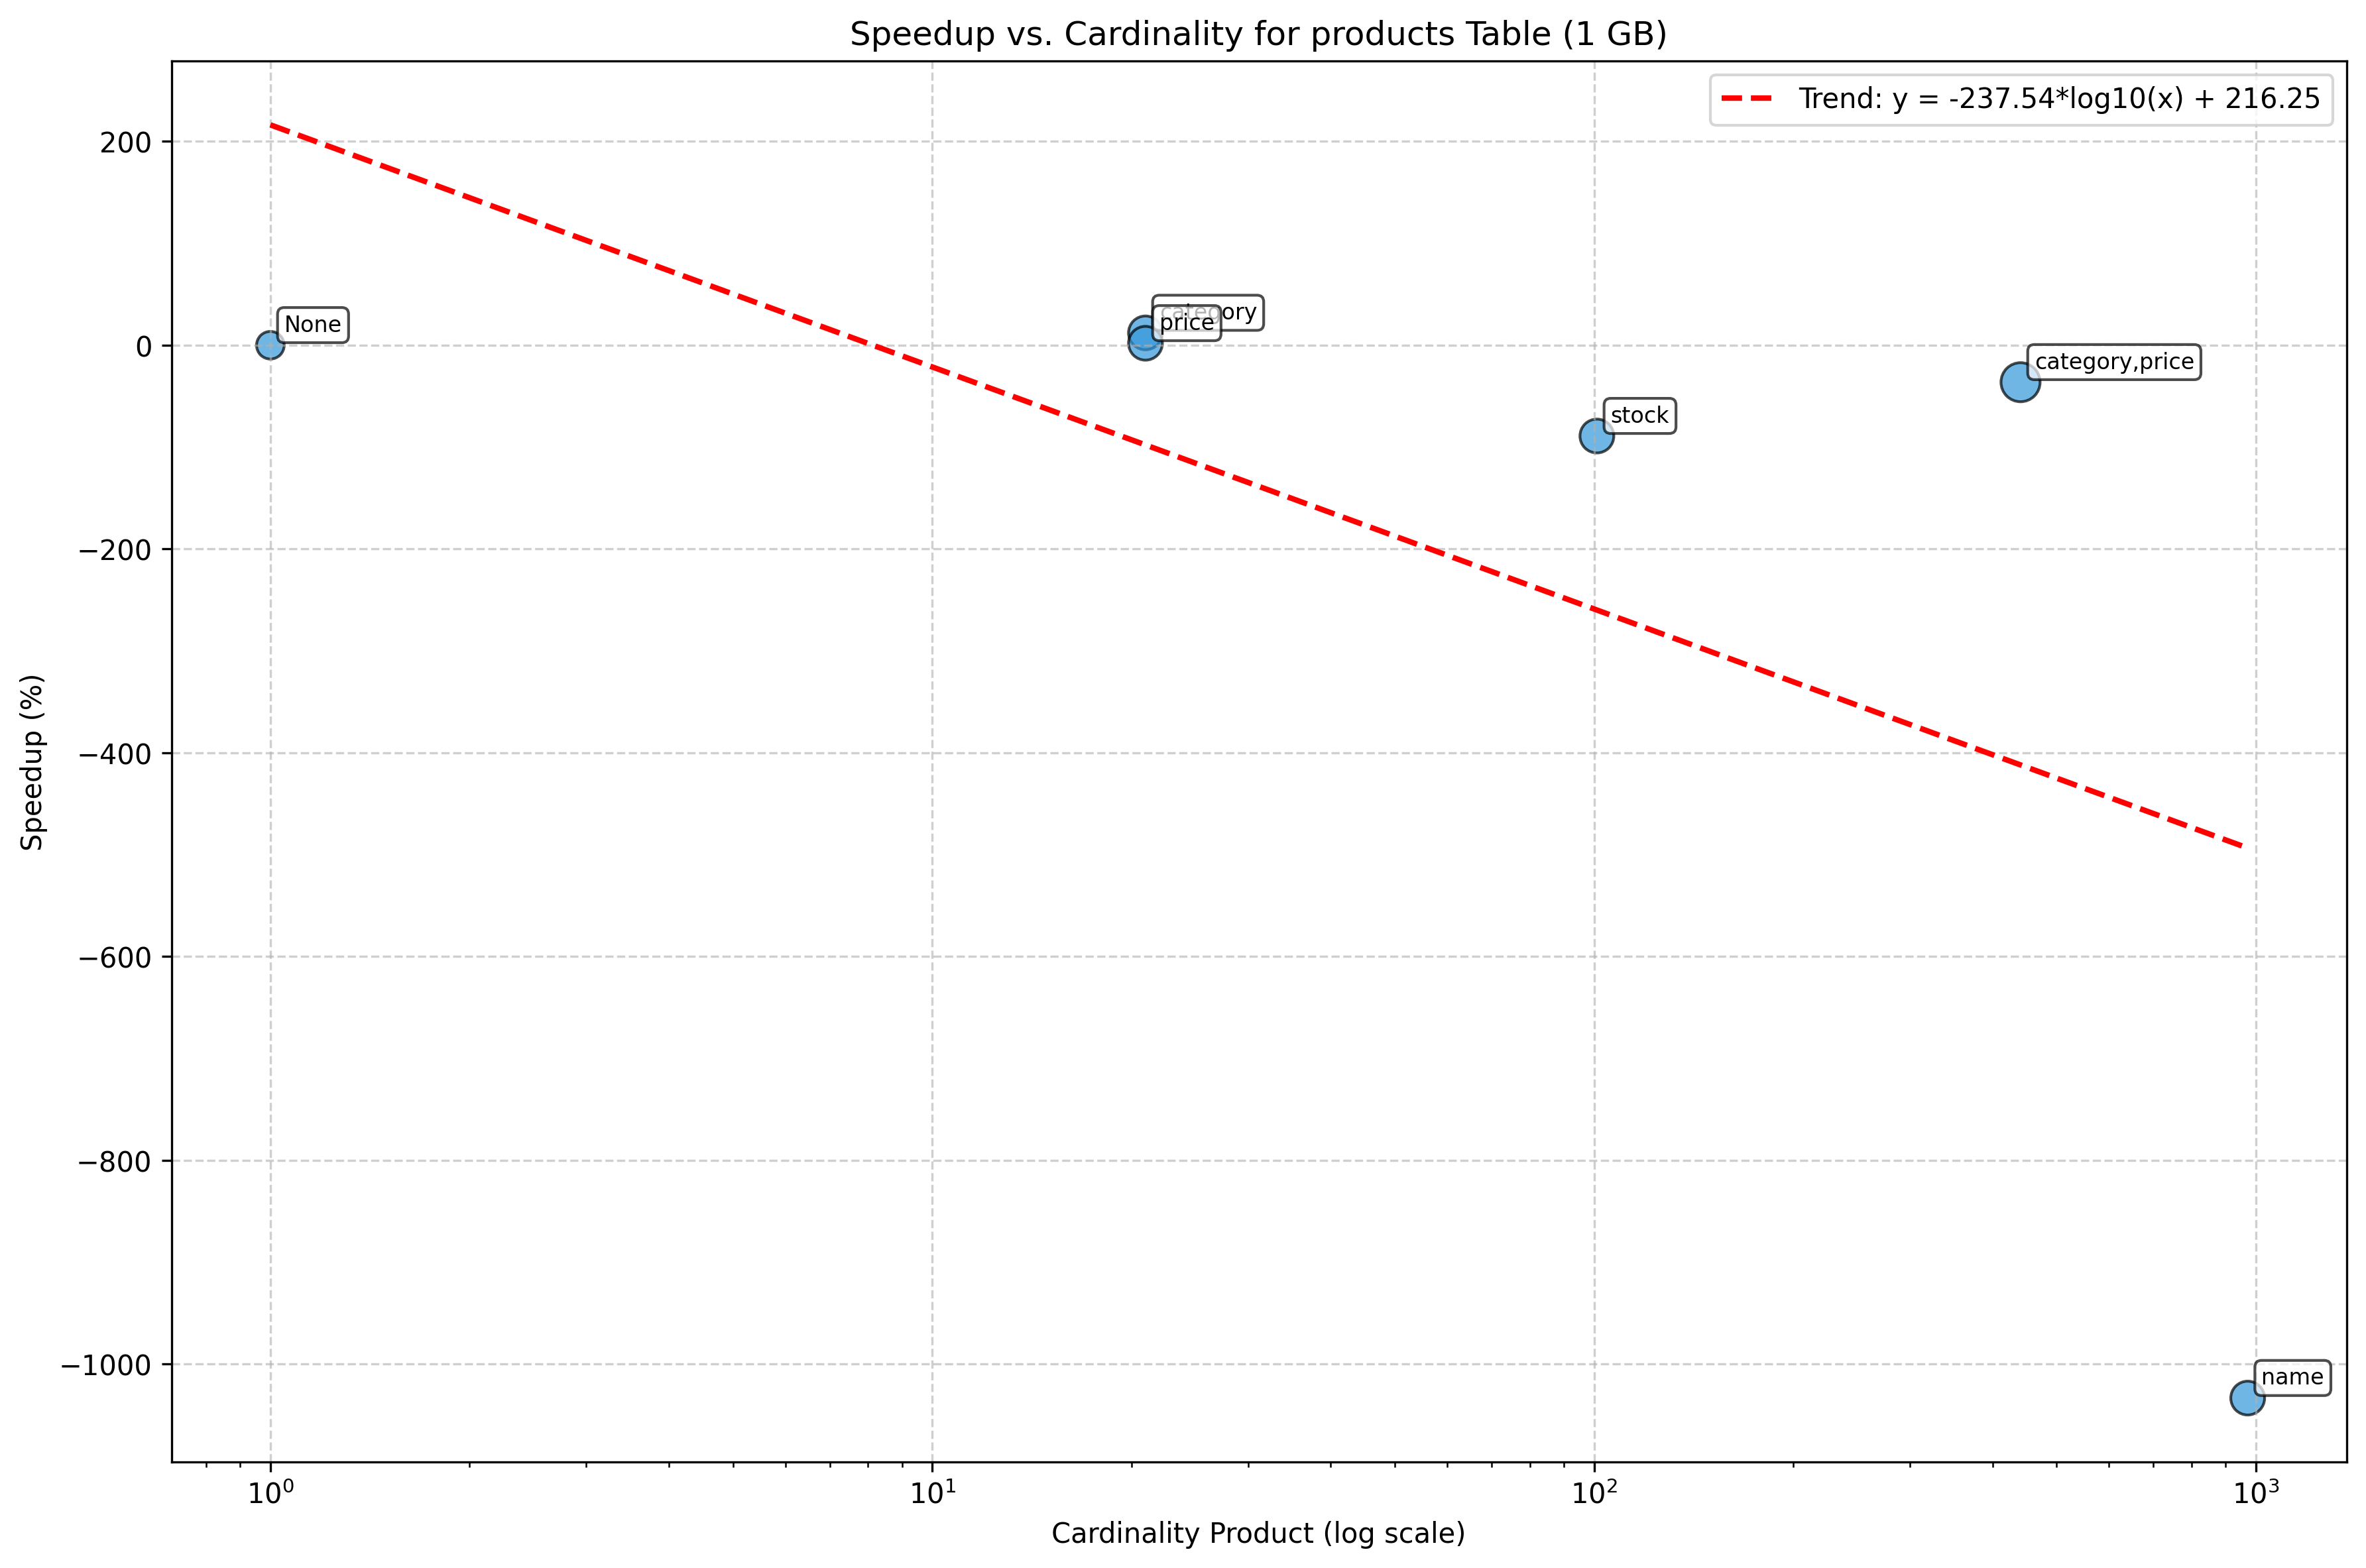 Speedup vs. Cardinality for products Table (1 GB)
Trend: y = -237.54*log10(x) + 216.25
200
0
−200
−400
−600
−800
−1000
Speedup (%)
None
category
price
category,price
stock
name
10⁰
10¹
10²
10³
Cardinality Product (log scale)